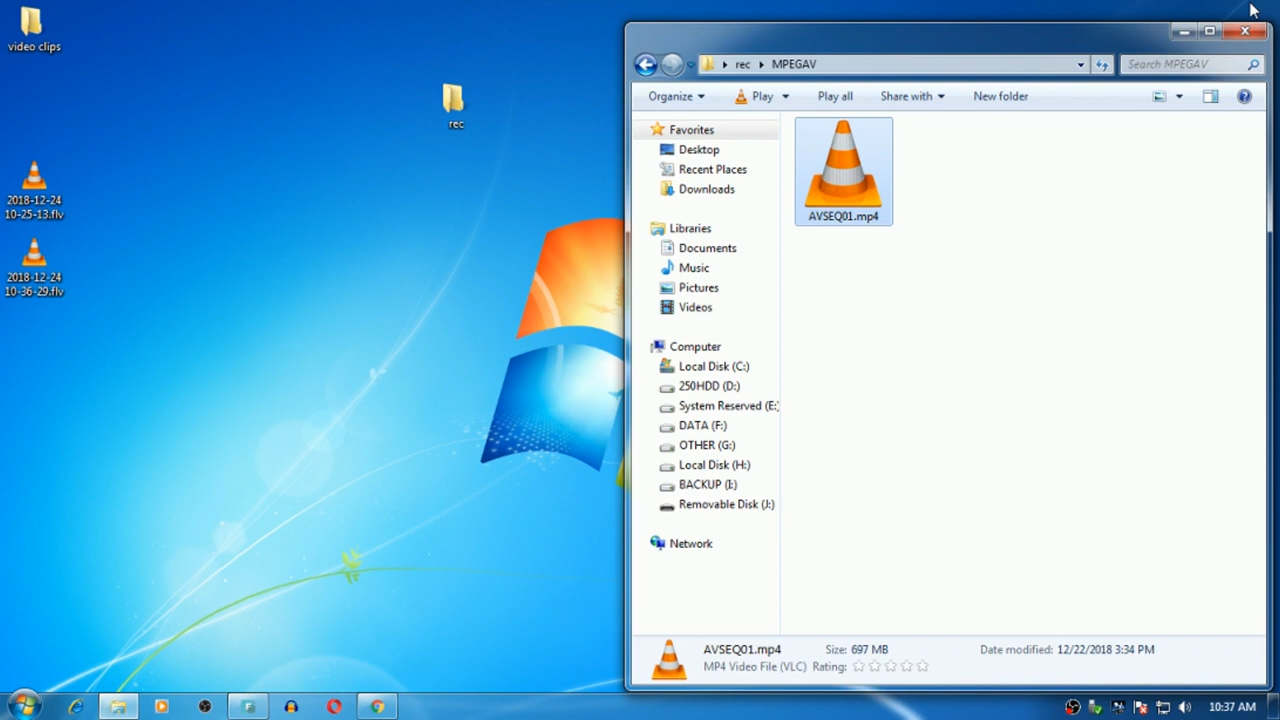 video clips
rec
2018-12-24
10-25-13.flv
2018-12-24
10-36-29.flv
rec MPEGAV
Search MPEGAV
Organize Play Play all Share with New folder
Favorites
Desktop
Recent Places
Downloads
Libraries
Documents
Music
Pictures
Videos
Computer
Local Disk (C:)
250HDD (D:)
System Reserved (E:)
DATA (F:)
OTHER (G:)
Local Disk (H:)
BACKUP (I:)
Removable Disk (J:)
Network
AVSEQ01.mp4
AVSEQ01.mp4 Size: 697 MB Date modified: 12/22/2018 3:34 PM
MP4 Video File (VLC) Rating:
10:37 AM